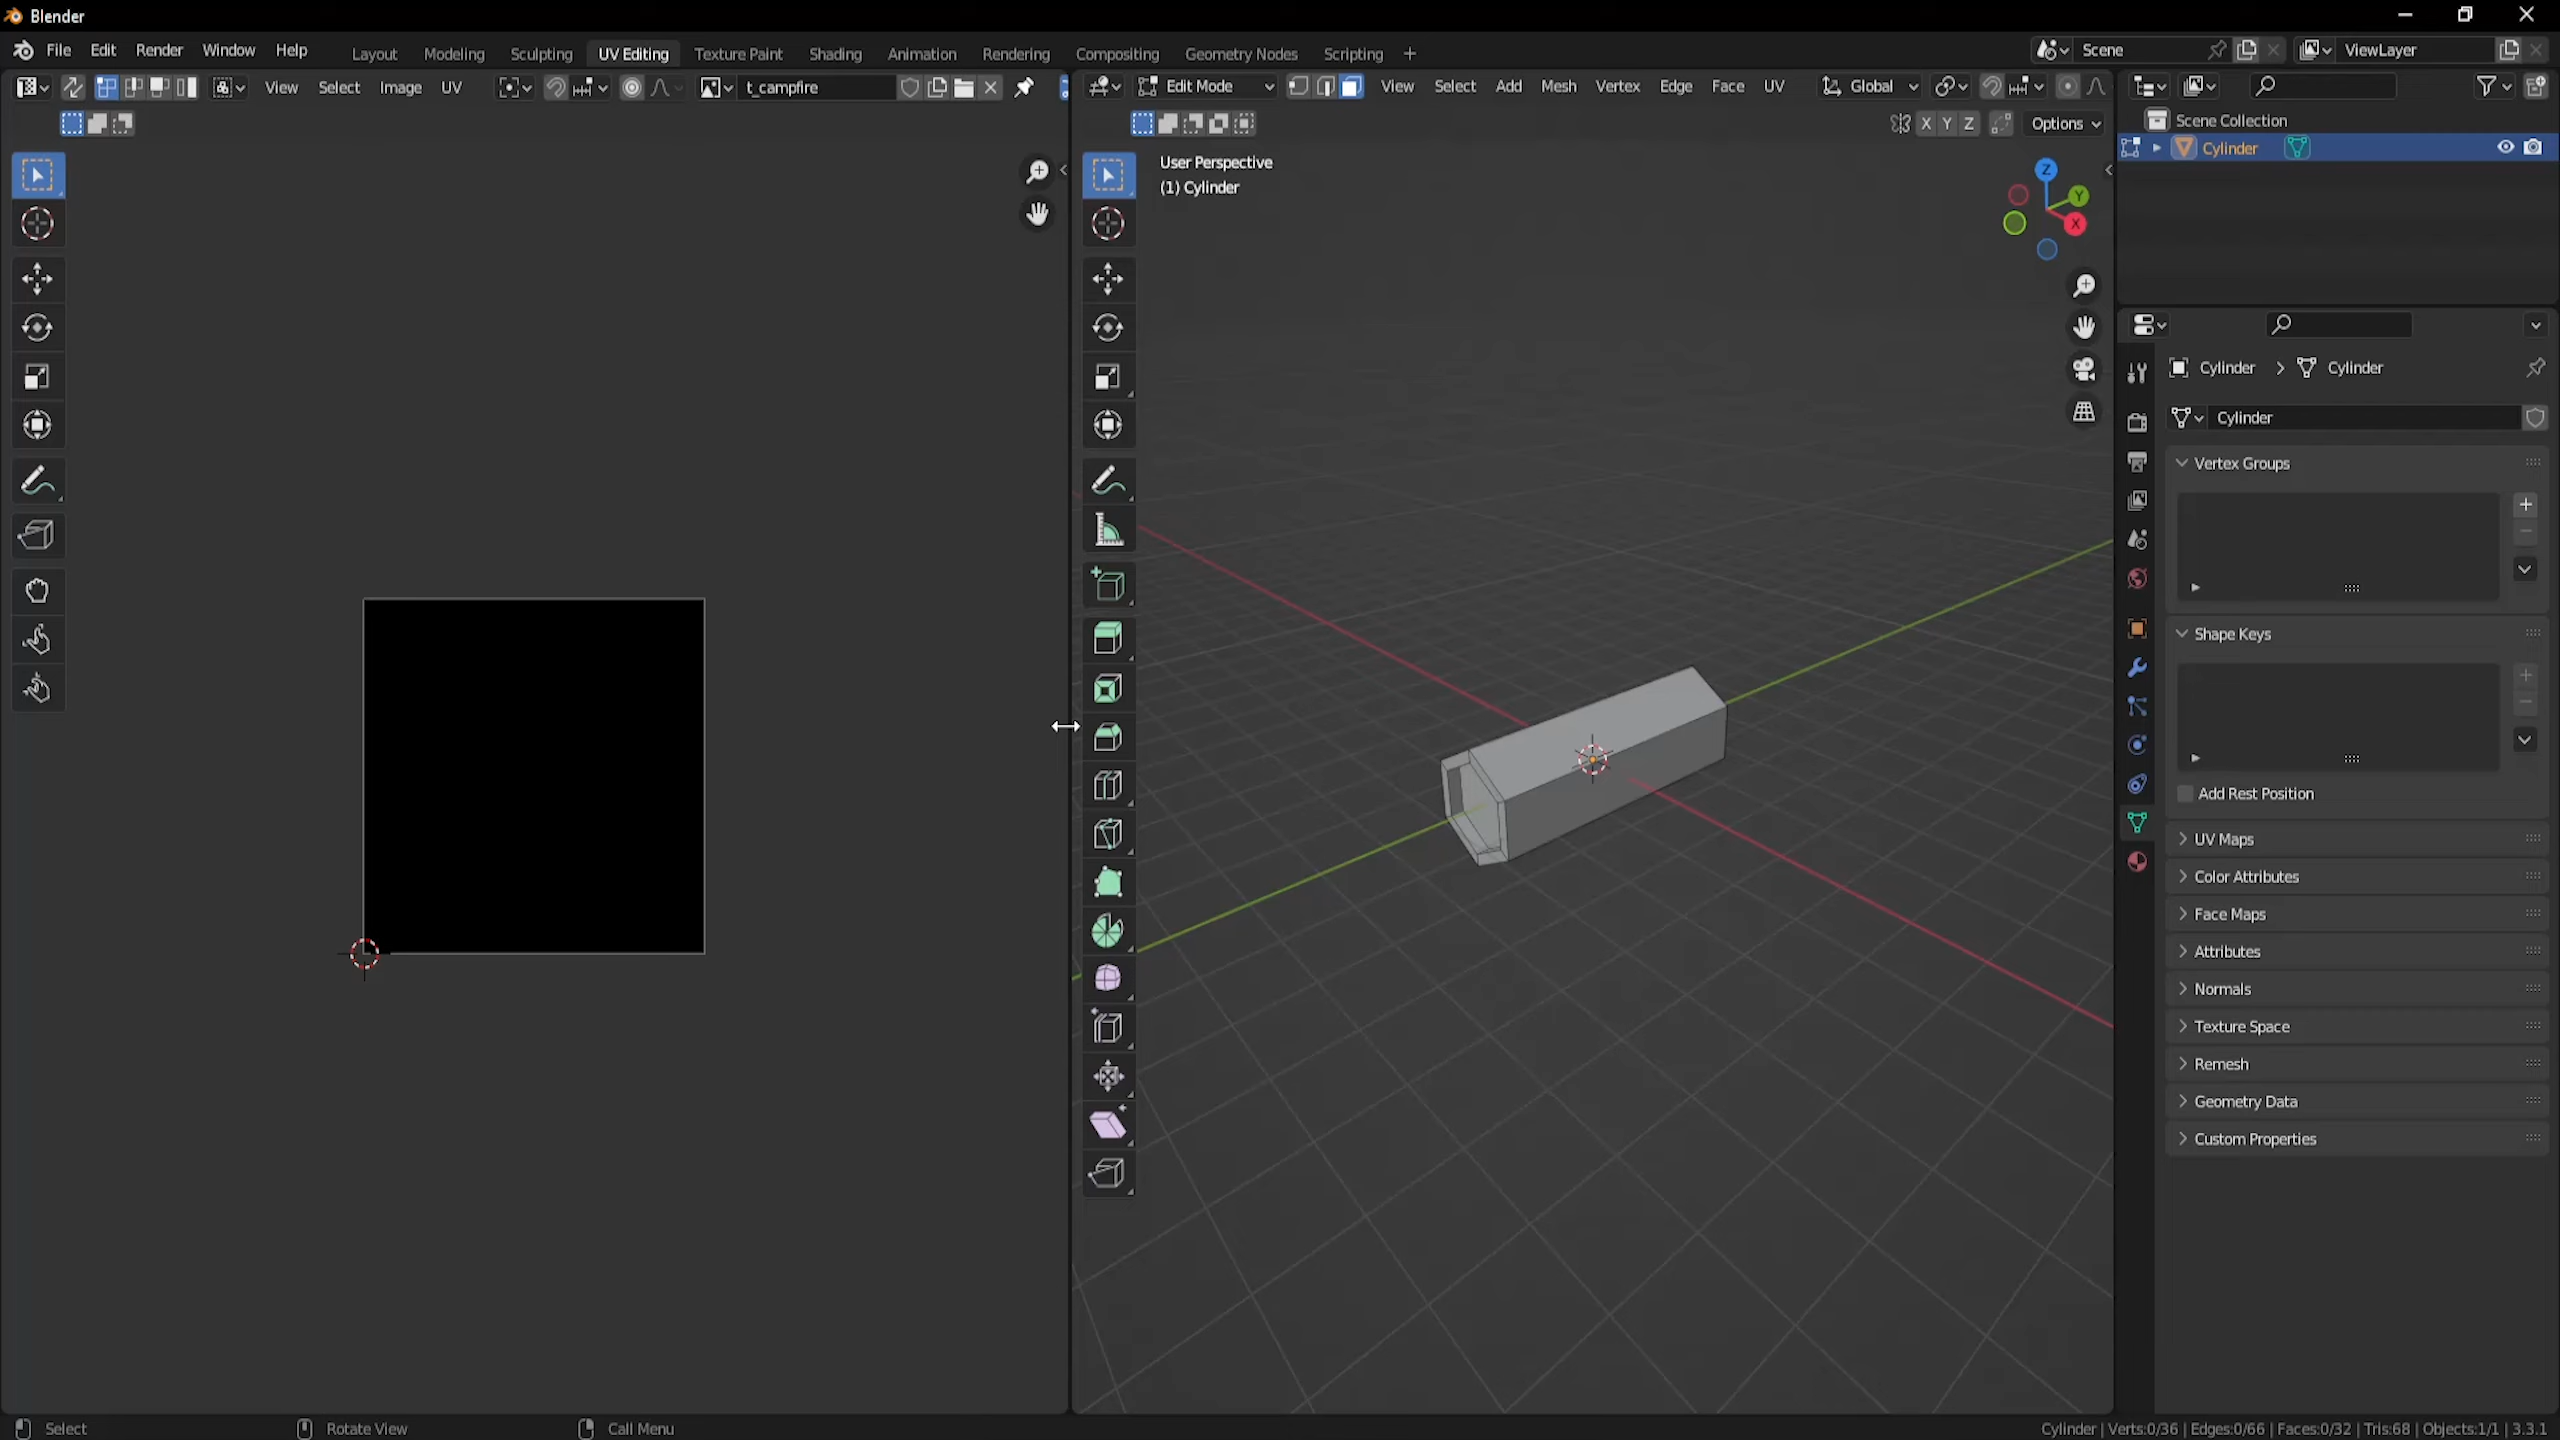 Blender
File Edit Render Window Help Layout Modeling Sculpting UV Editing Texture Paint Shading Animation Rendering Compositing Geometry Nodes Scripting + Scene ViewLayer
View Select Image UV t_campfire Edit Mode View Select Add Mesh Vertex Edge Face UV Global
Scene Collection
X Y Z Options
Cylinder
User Perspective
(1) Cylinder
Z
Y
X
Cylinder > Cylinder
Cylinder
Vertex Groups
Shape Keys
Add Rest Position
UV Maps
Color Attributes
Face Maps
Attributes
Normals
Texture Space
Remesh
Geometry Data
Custom Properties
Select Rotate View Call Menu Cylinder | Verts:0/36 | Edges:0/66 | Faces:0/32 | Tris:68 | Objects:1/1 | 3.3.1